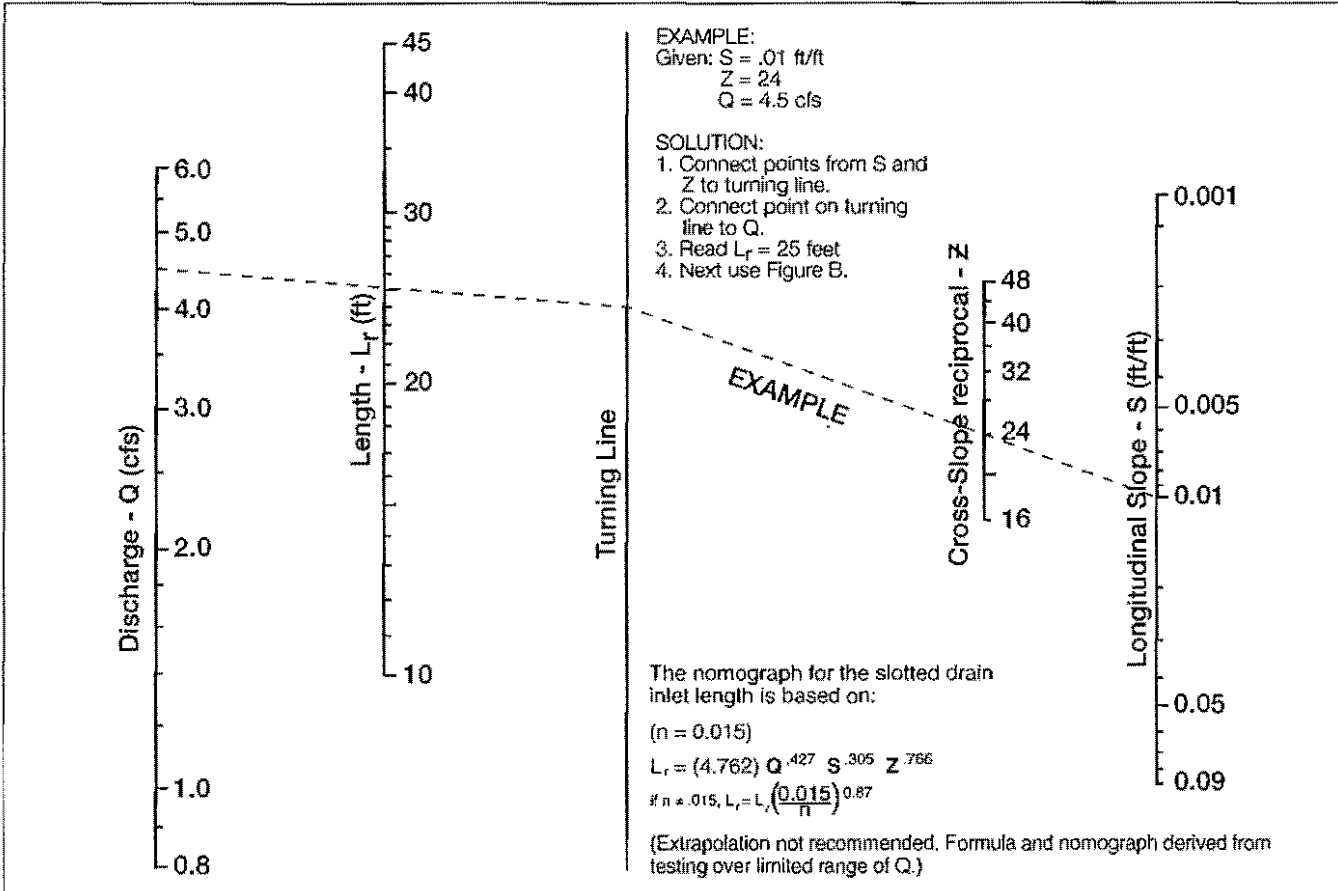 EXAMPLE:
Given: S = .01 ft/ft
Z = 24
Q = 4.5 cfs
SOLUTION:
1. Connect points from S and
Z to turning line.
2. Connect point on turning
line to Q.
3. Read Lr = 25 feet
4. Next use Figure B.
Discharge - Q (cfs)
6.0
5.0
4.0
3.0
2.0
1.0
0.8
Length - Lr (ft)
45
40
30
20
10
Turning Line
EXAMPLE
Cross-Slope reciprocal - Z
48
40
32
24
16
Longitudinal Slope - S (ft/ft)
0.001
0.005
0.01
0.05
0.09
The nomograph for the slotted drain
inlet length is based on:
(n = 0.015)
Lr = (4.762) Q .427 S .305 Z .766
if n ≠ .015, Lr = Lr (0.015/n) 0.87
(Extrapolation not recommended. Formula and nomograph derived from
testing over limited range of Q.)